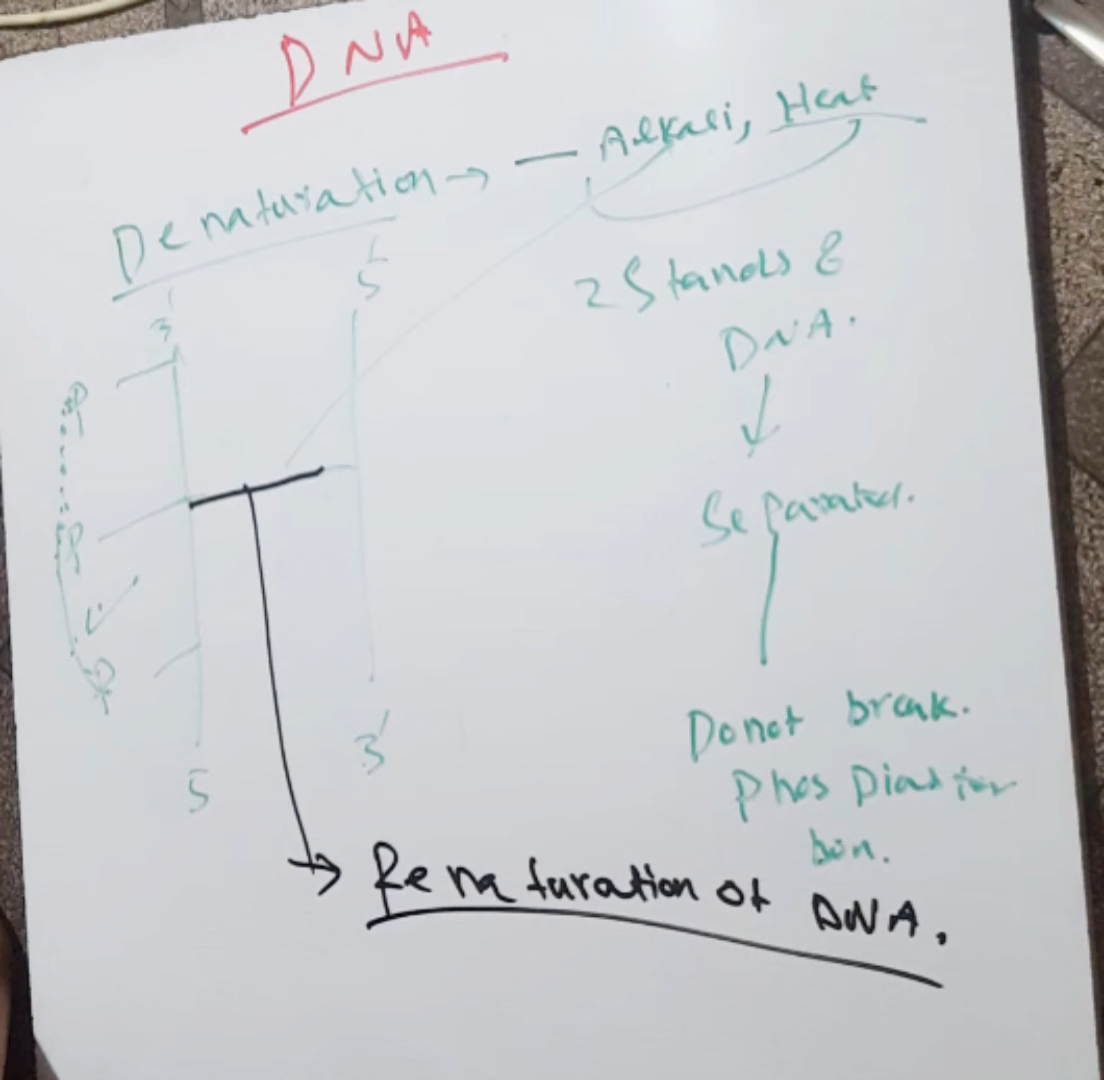 DNA
Denaturation → — Alkali, Heat
3'
5'
2 Stands &
DNA.
P
Separated.
P
P
5
3'
Donot break.
Phos Diaster
bon.
Renaturation of DNA.